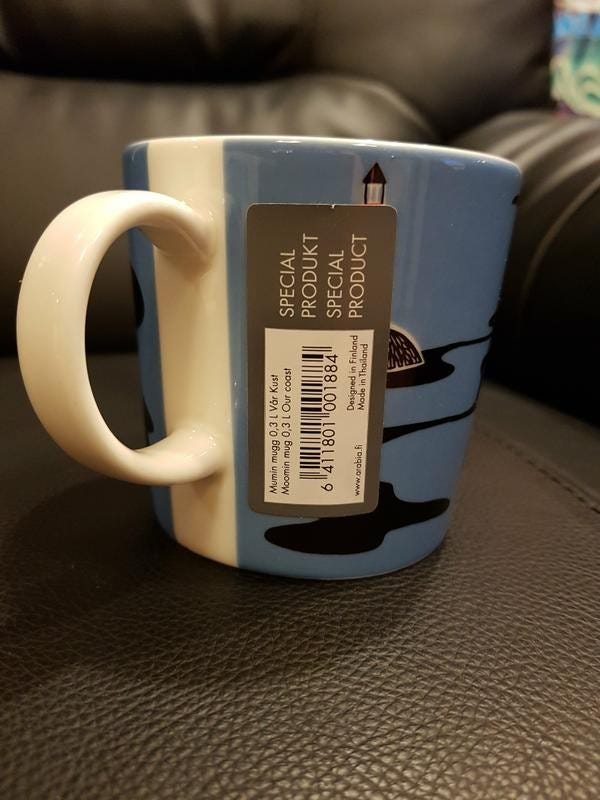 SPECIAL
PRODUKT
SPECIAL
PRODUCT
Mumin mugg 0,3 L Vår Kust
Moomin mug 0,3 L Our coast
6 411801 001884
Designed in Finland
Made in Thailand
www.arabia.fi